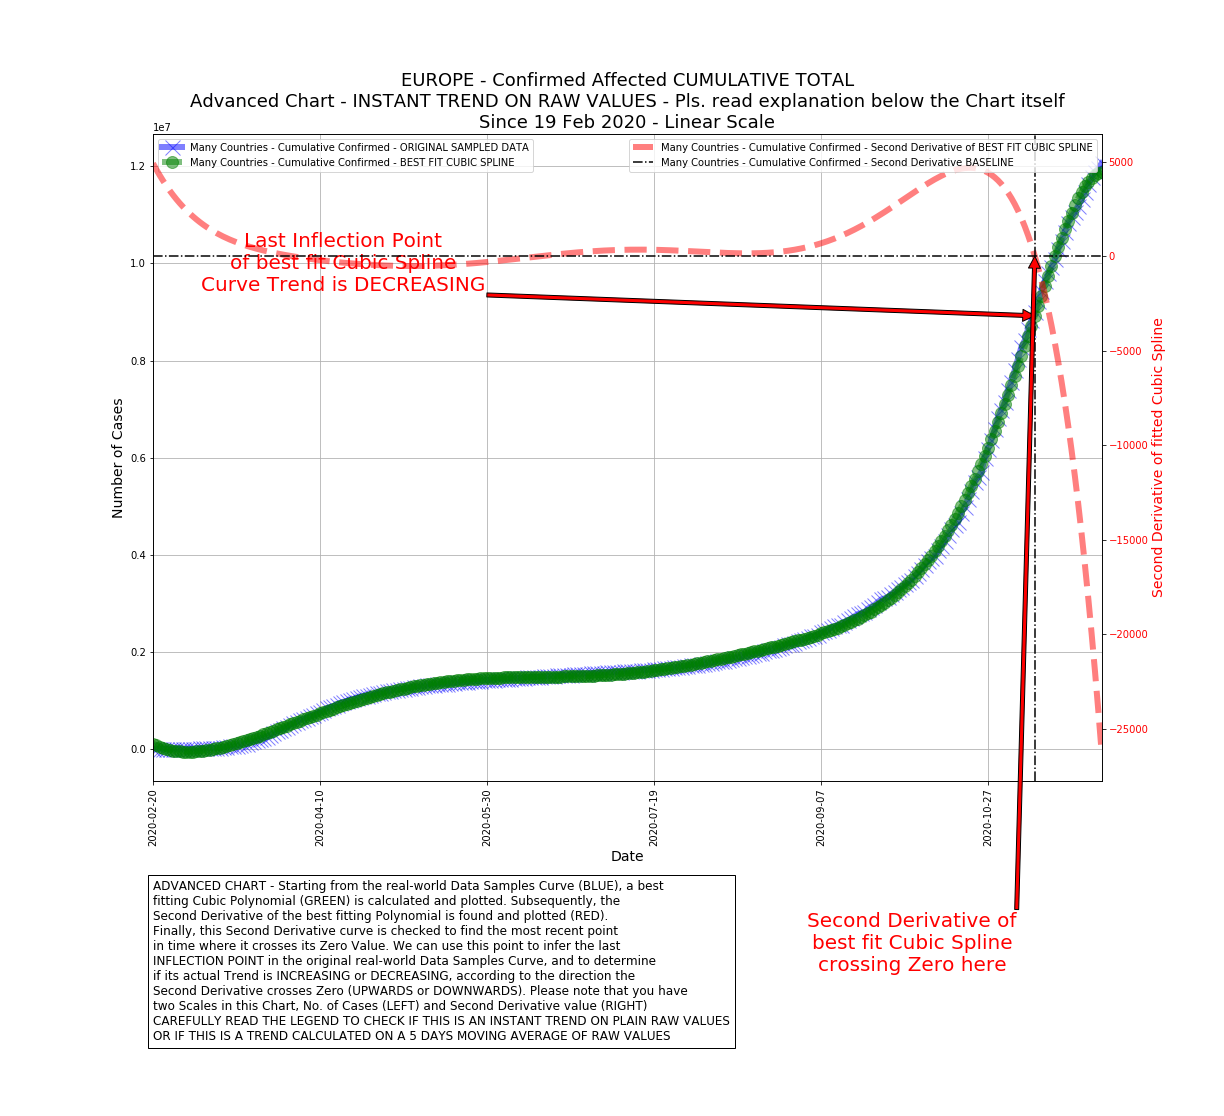 EUROPE - Confirmed Affected CUMULATIVE TOTAL
Advanced Chart - INSTANT TREND ON RAW VALUES - Pls. read explanation below the Chart itself
Since 19 Feb 2020 - Linear Scale
1e7
Many Countries - Cumulative Confirmed - ORIGINAL SAMPLED DATA
Many Countries - Cumulative Confirmed - BEST FIT CUBIC SPLINE
Many Countries - Cumulative Confirmed - Second Derivative of BEST FIT CUBIC SPLINE
Many Countries - Cumulative Confirmed - Second Derivative BASELINE
1.2
1.0
0.8
0.6
0.4
0.2
0.0
Number of Cases
5000
0
−5000
−10000
−15000
−20000
−25000
Second Derivative of fitted Cubic Spline
Last Inflection Point
of best fit Cubic Spline
Curve Trend is DECREASING
2020-02-20
2020-04-10
2020-05-30
2020-07-19
2020-09-07
2020-10-27
Date
Second Derivative of
best fit Cubic Spline
crossing Zero here
ADVANCED CHART - Starting from the real-world Data Samples Curve (BLUE), a best
fitting Cubic Polynomial (GREEN) is calculated and plotted. Subsequently, the
Second Derivative of the best fitting Polynomial is found and plotted (RED).
Finally, this Second Derivative curve is checked to find the most recent point
in time where it crosses its Zero Value. We can use this point to infer the last
INFLECTION POINT in the original real-world Data Samples Curve, and to determine
if its actual Trend is INCREASING or DECREASING, according to the direction the
Second Derivative crosses Zero (UPWARDS or DOWNWARDS). Please note that you have
two Scales in this Chart, No. of Cases (LEFT) and Second Derivative value (RIGHT)
CAREFULLY READ THE LEGEND TO CHECK IF THIS IS AN INSTANT TREND ON PLAIN RAW VALUES
OR IF THIS IS A TREND CALCULATED ON A 5 DAYS MOVING AVERAGE OF RAW VALUES